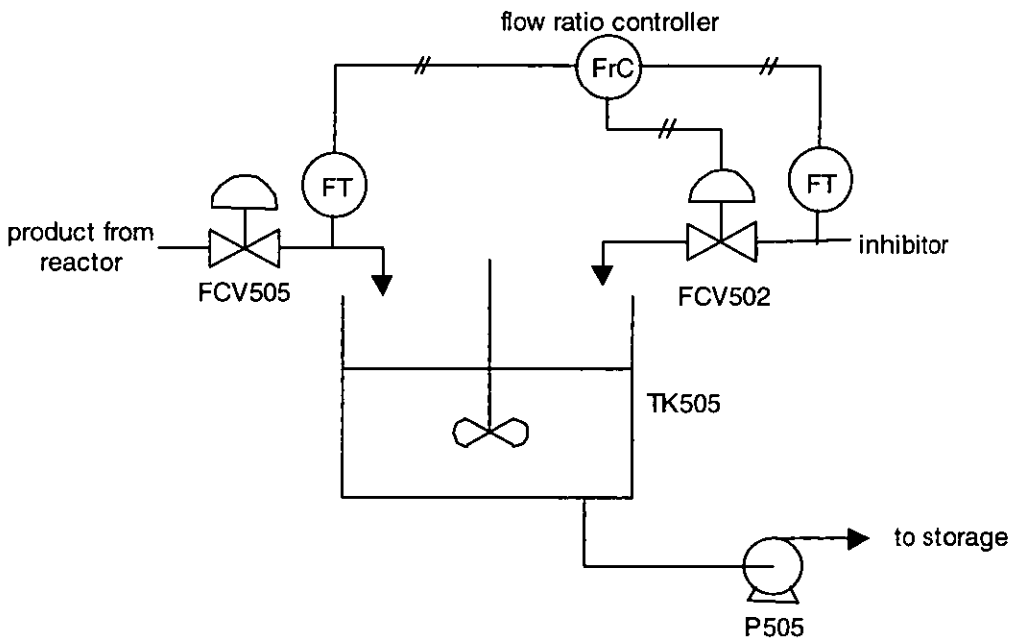 flow ratio controller
FrC
FT
FT
product from
reactor
inhibitor
FCV505
FCV502
TK505
to storage
P505